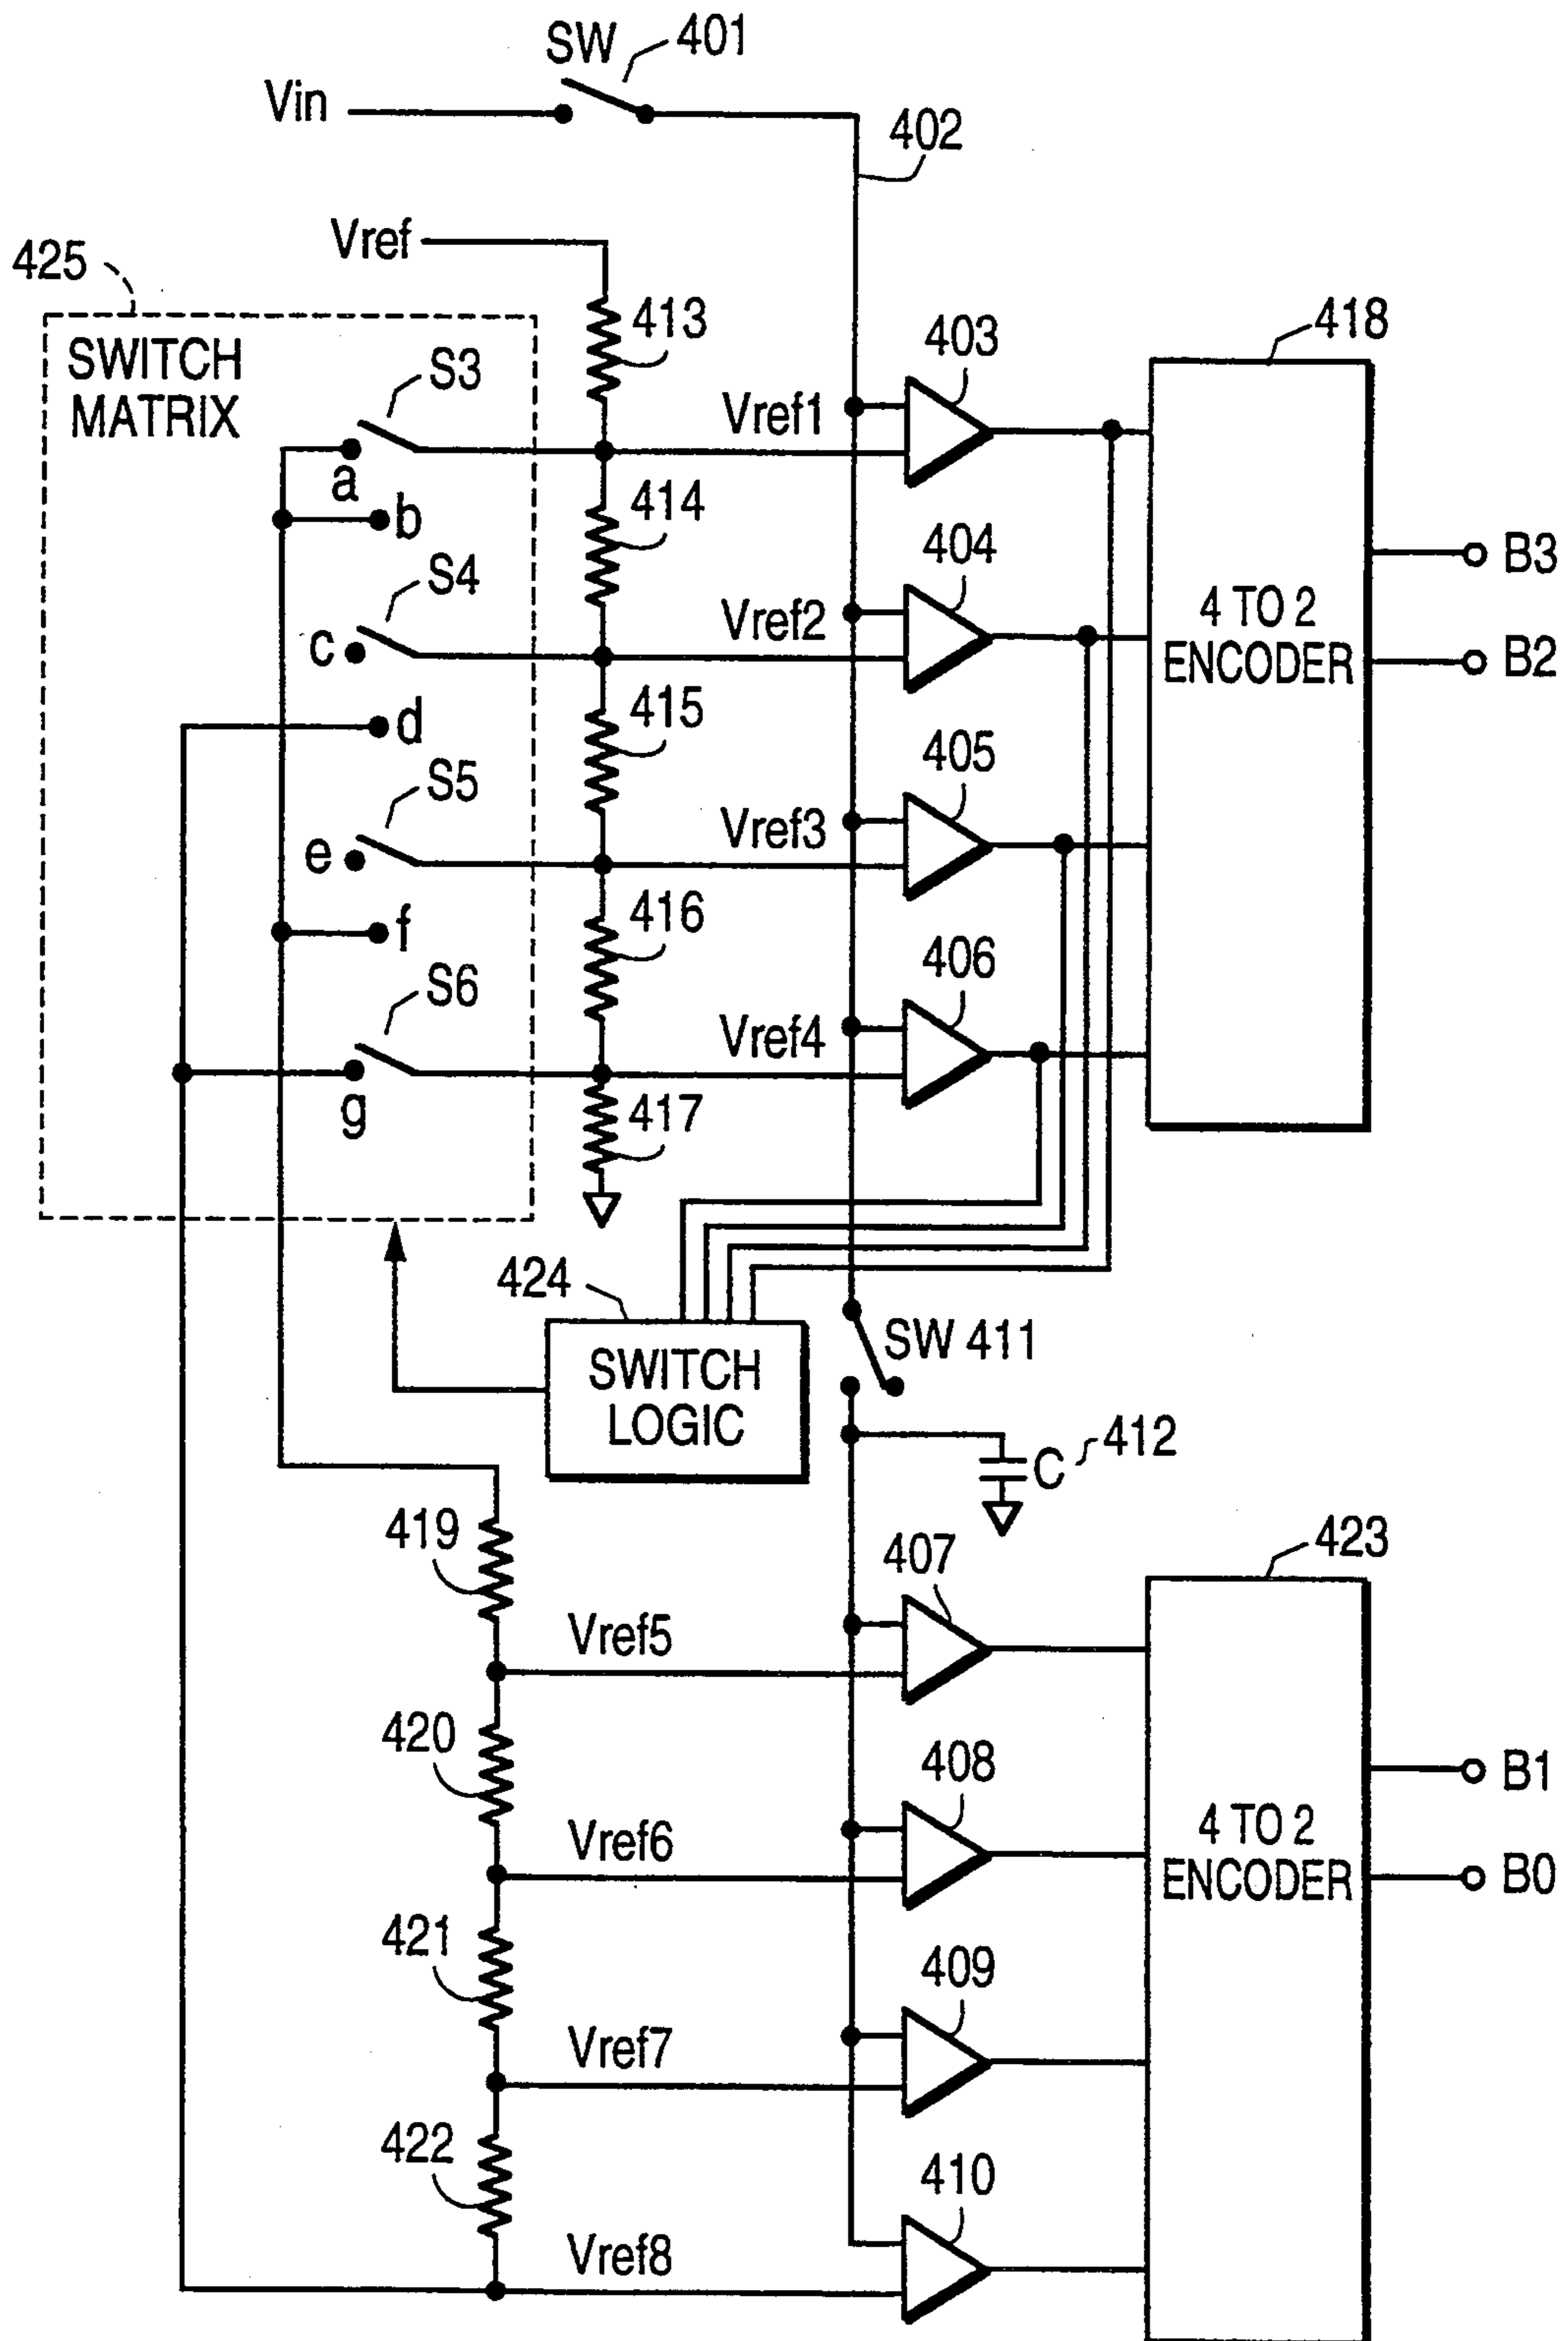 SW 401
Vin
402
Vref
425
413
403
418
SWITCH
MATRIX
S3
Vref1
a
b
414
404
B3
S4
Vref2
4 TO 2
ENCODER
c
B2
d
415
405
S5
Vref3
e
f
416
406
S6
Vref4
g
417
424
SW 411
SWITCH
LOGIC
C 412
419
407
423
Vref5
420
408
B1
Vref6
4 TO 2
ENCODER
B0
421
409
Vref7
422
410
Vref8